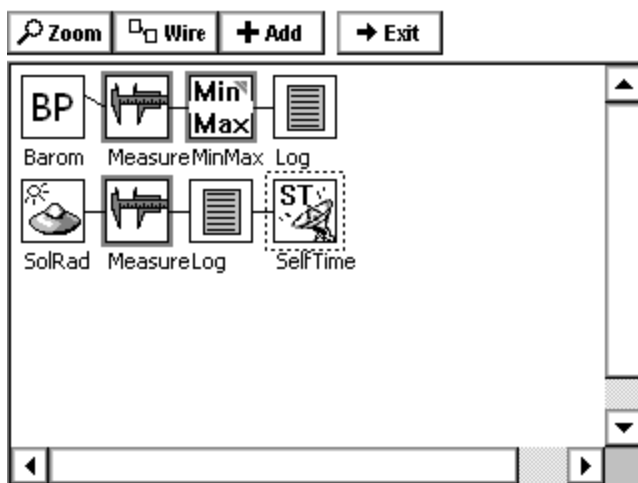 Zoom Wire Add Exit
BP Min Max
Barom Measure MinMax Log
ST
SolRad Measure Log SelfTime